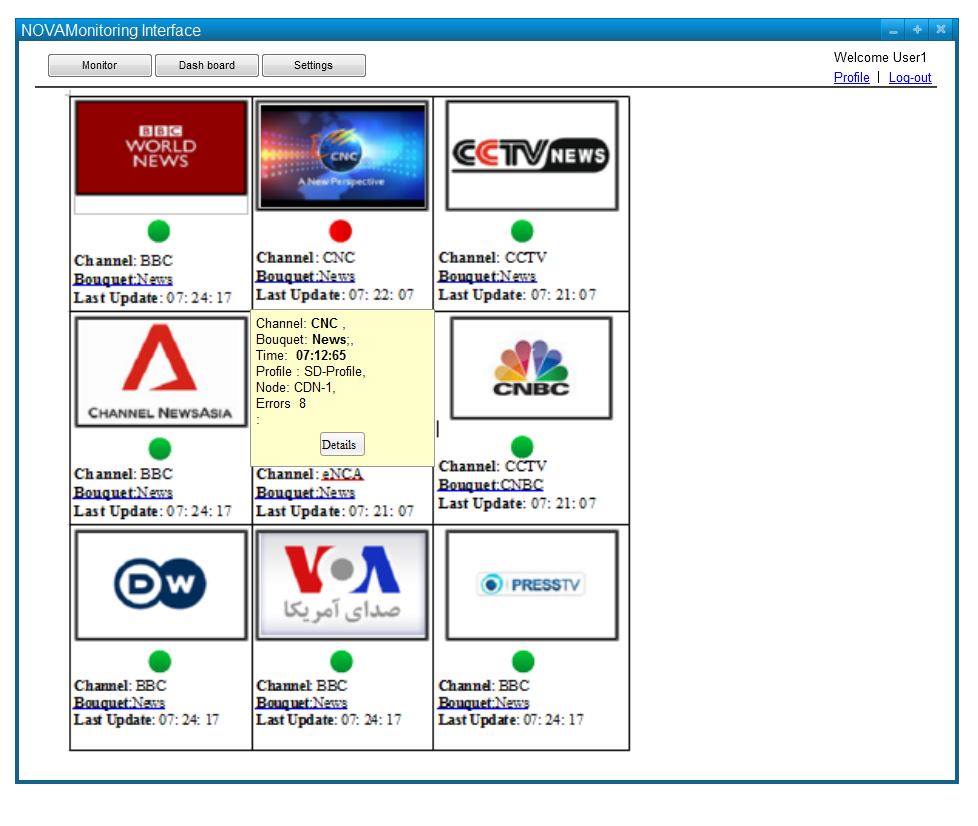 NOVAMonitoring Interface
Monitor
Dash board
Settings
Welcome User1
Profile | Log-out
BBC
WORLD
NEWS
CNC
A New Perspective
CCTV NEWS
Channel: BBC
Bouquet:News
Last Update: 07: 24: 17
Channel: CNC
Bouquet:News
Last Update: 07: 22: 07
Channel: CCTV
Bouquet:News
Last Update: 07: 21: 07
CHANNEL NEWSASIA
Channel: CNC ,
Bouquet: News;,
Time: 07:12:65
Profile : SD-Profile,
Node: CDN-1,
Errors 8
:
Details
CNBC
Channel: BBC
Bouquet:News
Last Update: 07: 24: 17
Channel: eNCA
Bouquet:News
Last Update: 07: 21: 07
Channel: CCTV
Bouquet:CNBC
Last Update: 07: 21: 07
DW
VOA
صدای آمریکا
PRESSTV
Channel: BBC
Bouquet:News
Last Update: 07: 24: 17
Channel: BBC
Bouquet:News
Last Update: 07: 24: 17
Channel: BBC
Bouquet:News
Last Update: 07: 24: 17